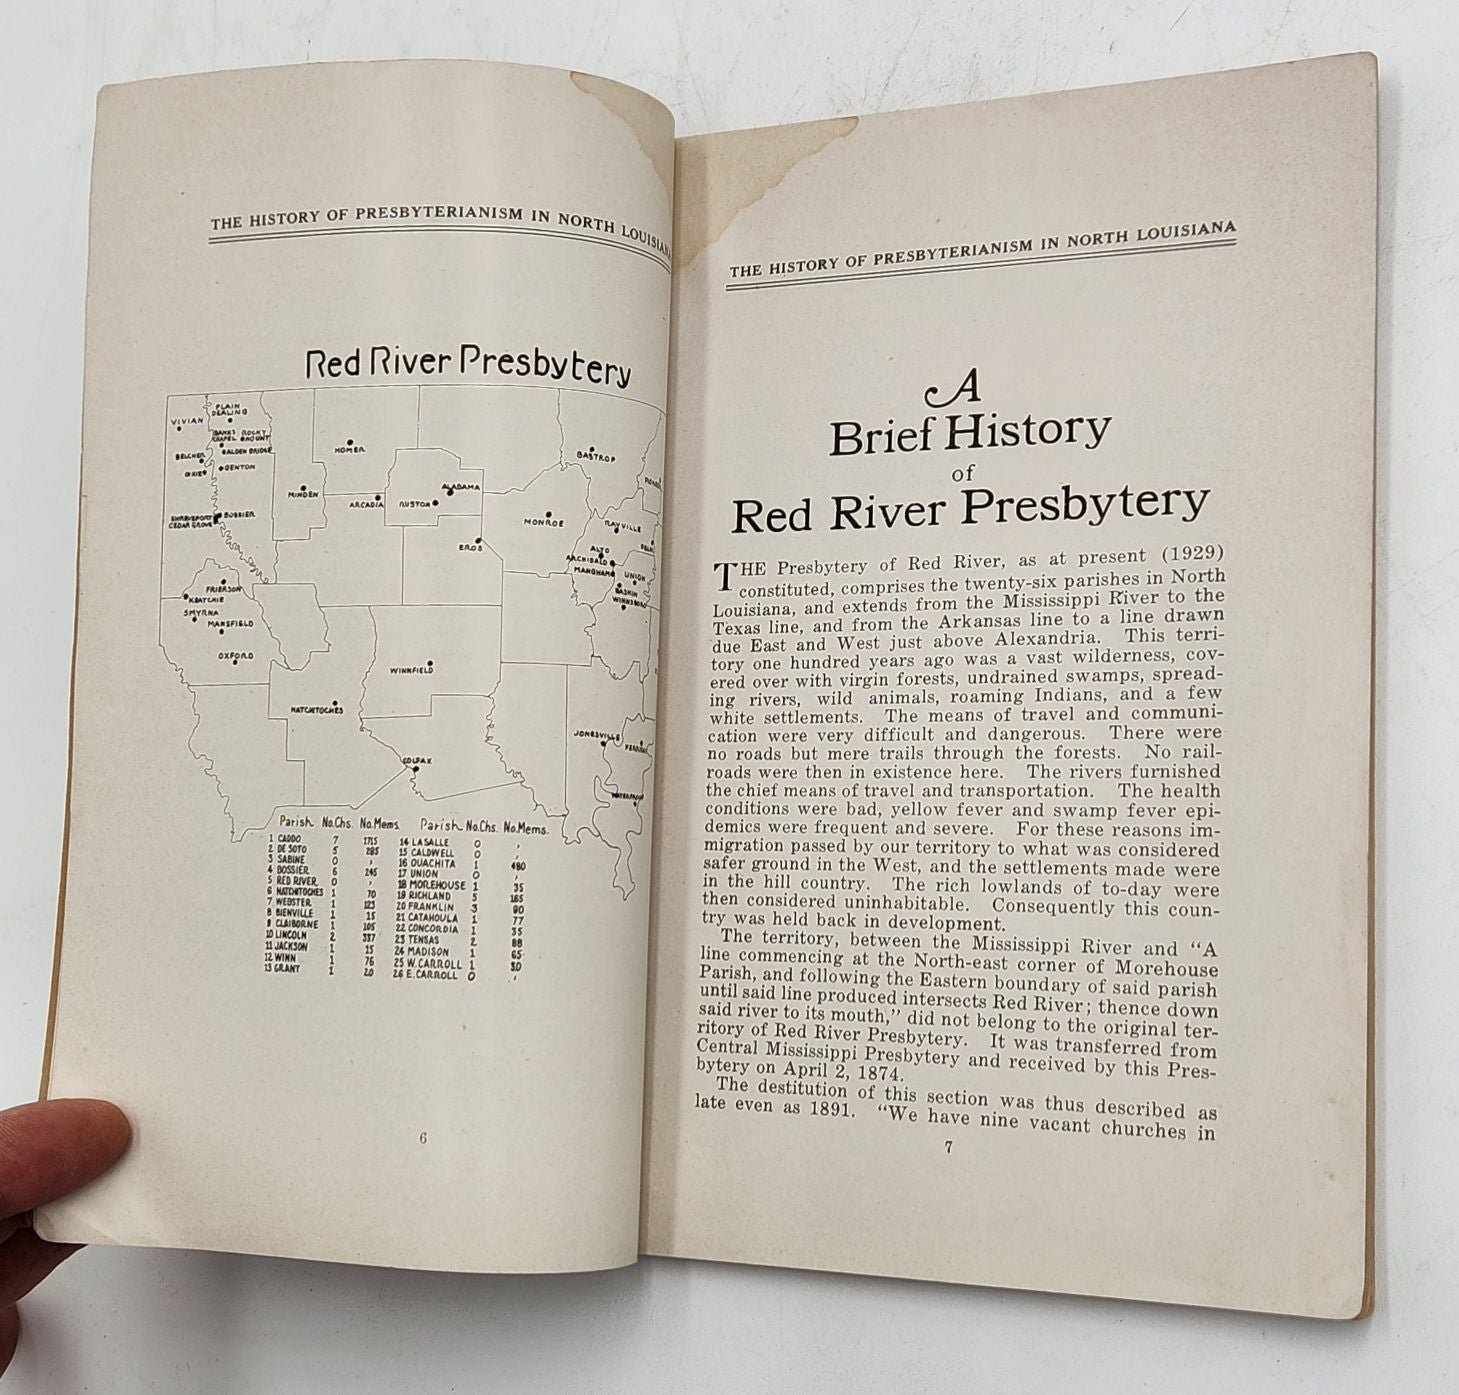 THE HISTORY OF PRESBYTERIANISM IN NORTH LOUISIANA
Red River Presbytery
VIVIAN
PLAIN DEALING
BANKS CHAPEL
ROCKY MOUNT
BELCHER
ALDEN BRIDGE
DIXIE
BENTON
HOMER
MINDEN
ARCADIA
RUSTON
ALABAMA
BASTROP
SHREVEPORT
CEDAR GROVE
BOSSIER
MONROE
RAYVILLE
EROS
ALTO
ARCHIBALD
MANGHAM
UNION
BASKIN
WINNSBORO
FRIERSON
KEATCHIE
SMYRNA
MANSFIELD
OXFORD
WINNFIELD
NATCHITOCHES
JONESVILLE
COLFAX
WATERPROOF
Parish No.Chs. No.Mems. Parish No.Chs. No.Mems.
1 CADDO 7 1715 14 LASALLE 0 ,
2 DE SOTO 5 285 15 CALDWELL 0 ,
3 SABINE 0 , 16 OUACHITA 1 480
4 BOSSIER 6 245 17 UNION 0 ,
5 RED RIVER 0 , 18 MOREHOUSE 1 35
6 NATCHITOCHES 1 70 19 RICHLAND 5 165
7 WEBSTER 1 123 20 FRANKLIN 3 90
8 BIENVILLE 1 15 21 CATAHOULA 1 77
9 CLAIBORNE 1 105 22 CONCORDIA 1 35
10 LINCOLN 2 337 23 TENSAS 2 88
11 JACKSON 1 15 24 MADISON 1 65
12 WINN 1 76 25 W. CARROLL 1 30
13 GRANT 1 20 26 E. CARROLL 0 ,
6
THE HISTORY OF PRESBYTERIANISM IN NORTH LOUISIANA
A
Brief History
of
Red River Presbytery
THE Presbytery of Red River, as at present (1929)
constituted, comprises the twenty-six parishes in North
Louisiana, and extends from the Mississippi River to the
Texas line, and from the Arkansas line to a line drawn
due East and West just above Alexandria. This terri-
tory one hundred years ago was a vast wilderness, cov-
ered over with virgin forests, undrained swamps, spread-
ing rivers, wild animals, roaming Indians, and a few
white settlements. The means of travel and communi-
cation were very difficult and dangerous. There were
no roads but mere trails through the forests. No rail-
roads were then in existence here. The rivers furnished
the chief means of travel and transportation. The health
conditions were bad, yellow fever and swamp fever epi-
demics were frequent and severe. For these reasons im-
migration passed by our territory to what was considered
safer ground in the West, and the settlements made were
in the hill country. The rich lowlands of to-day were
then considered uninhabitable. Consequently this coun-
try was held back in development.
The territory, between the Mississippi River and "A
line commencing at the North-east corner of Morehouse
Parish, and following the Eastern boundary of said parish
until said line produced intersects Red River; thence down
said river to its mouth," did not belong to the original ter-
ritory of Red River Presbytery. It was transferred from
Central Mississippi Presbytery and received by this Pres-
bytery on April 2, 1874.
The destitution of this section was thus described as
late even as 1891. "We have nine vacant churches in
7